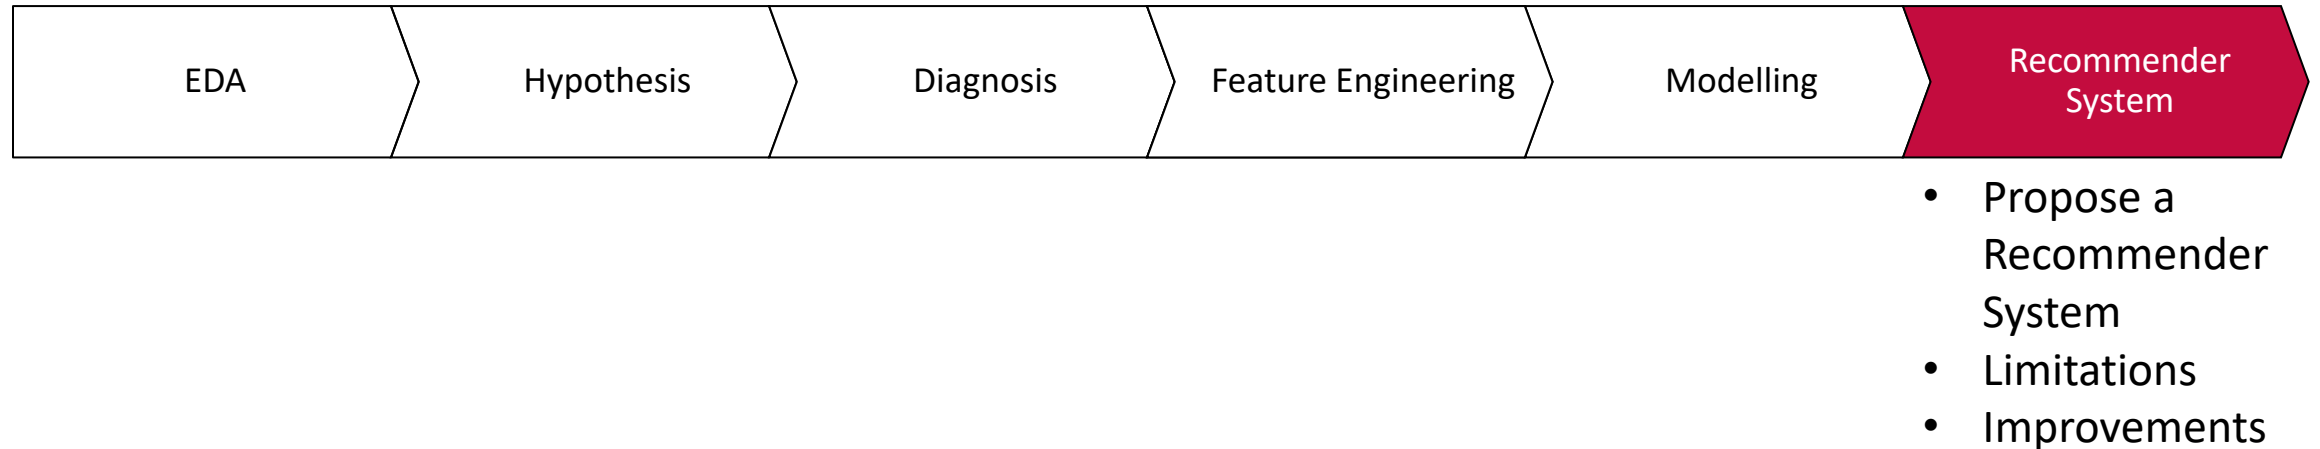 EDA
Hypothesis
Diagnosis
Feature Engineering
Modelling
Recommender
System
• Propose a
Recommender
System
• Limitations
• Improvements